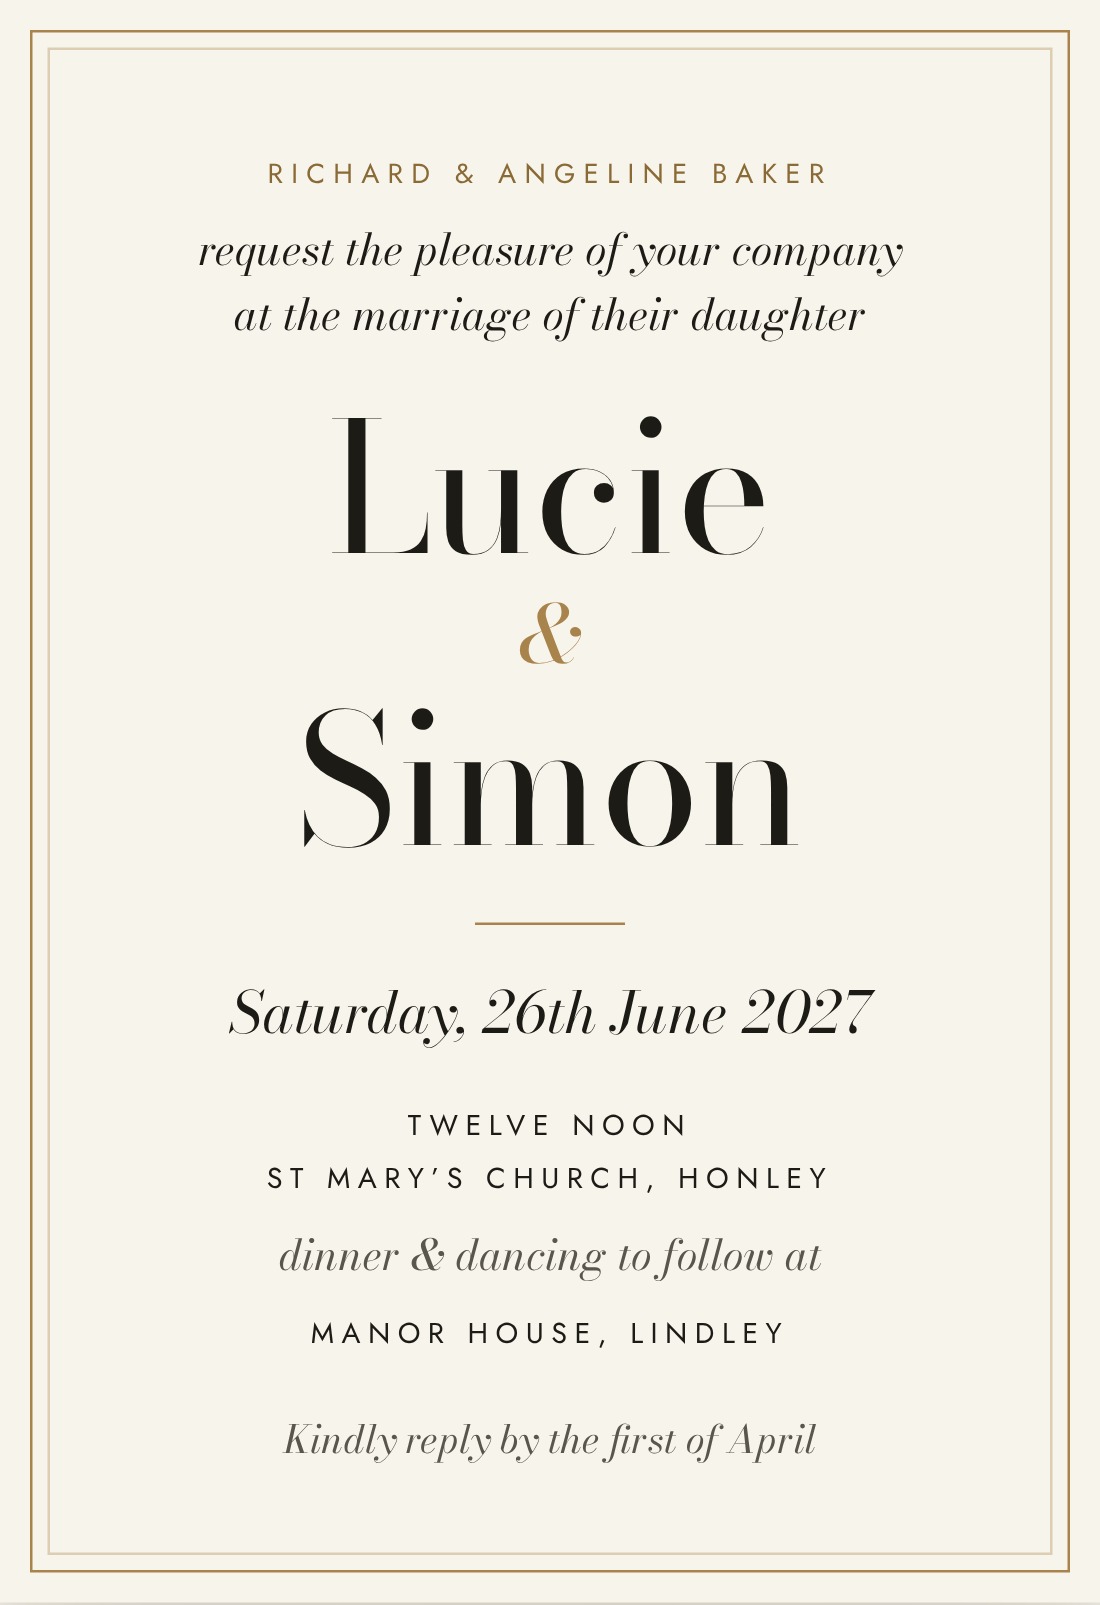 RICHARD & ANGELINE BAKER
request the pleasure of your company
at the marriage of their daughter
Lucie
&
Simon
Saturday, 26th June 2027
TWELVE NOON
ST MARY’S CHURCH, HONLEY
dinner & dancing to follow at
MANOR HOUSE, LINDLEY
Kindly reply by the first of April